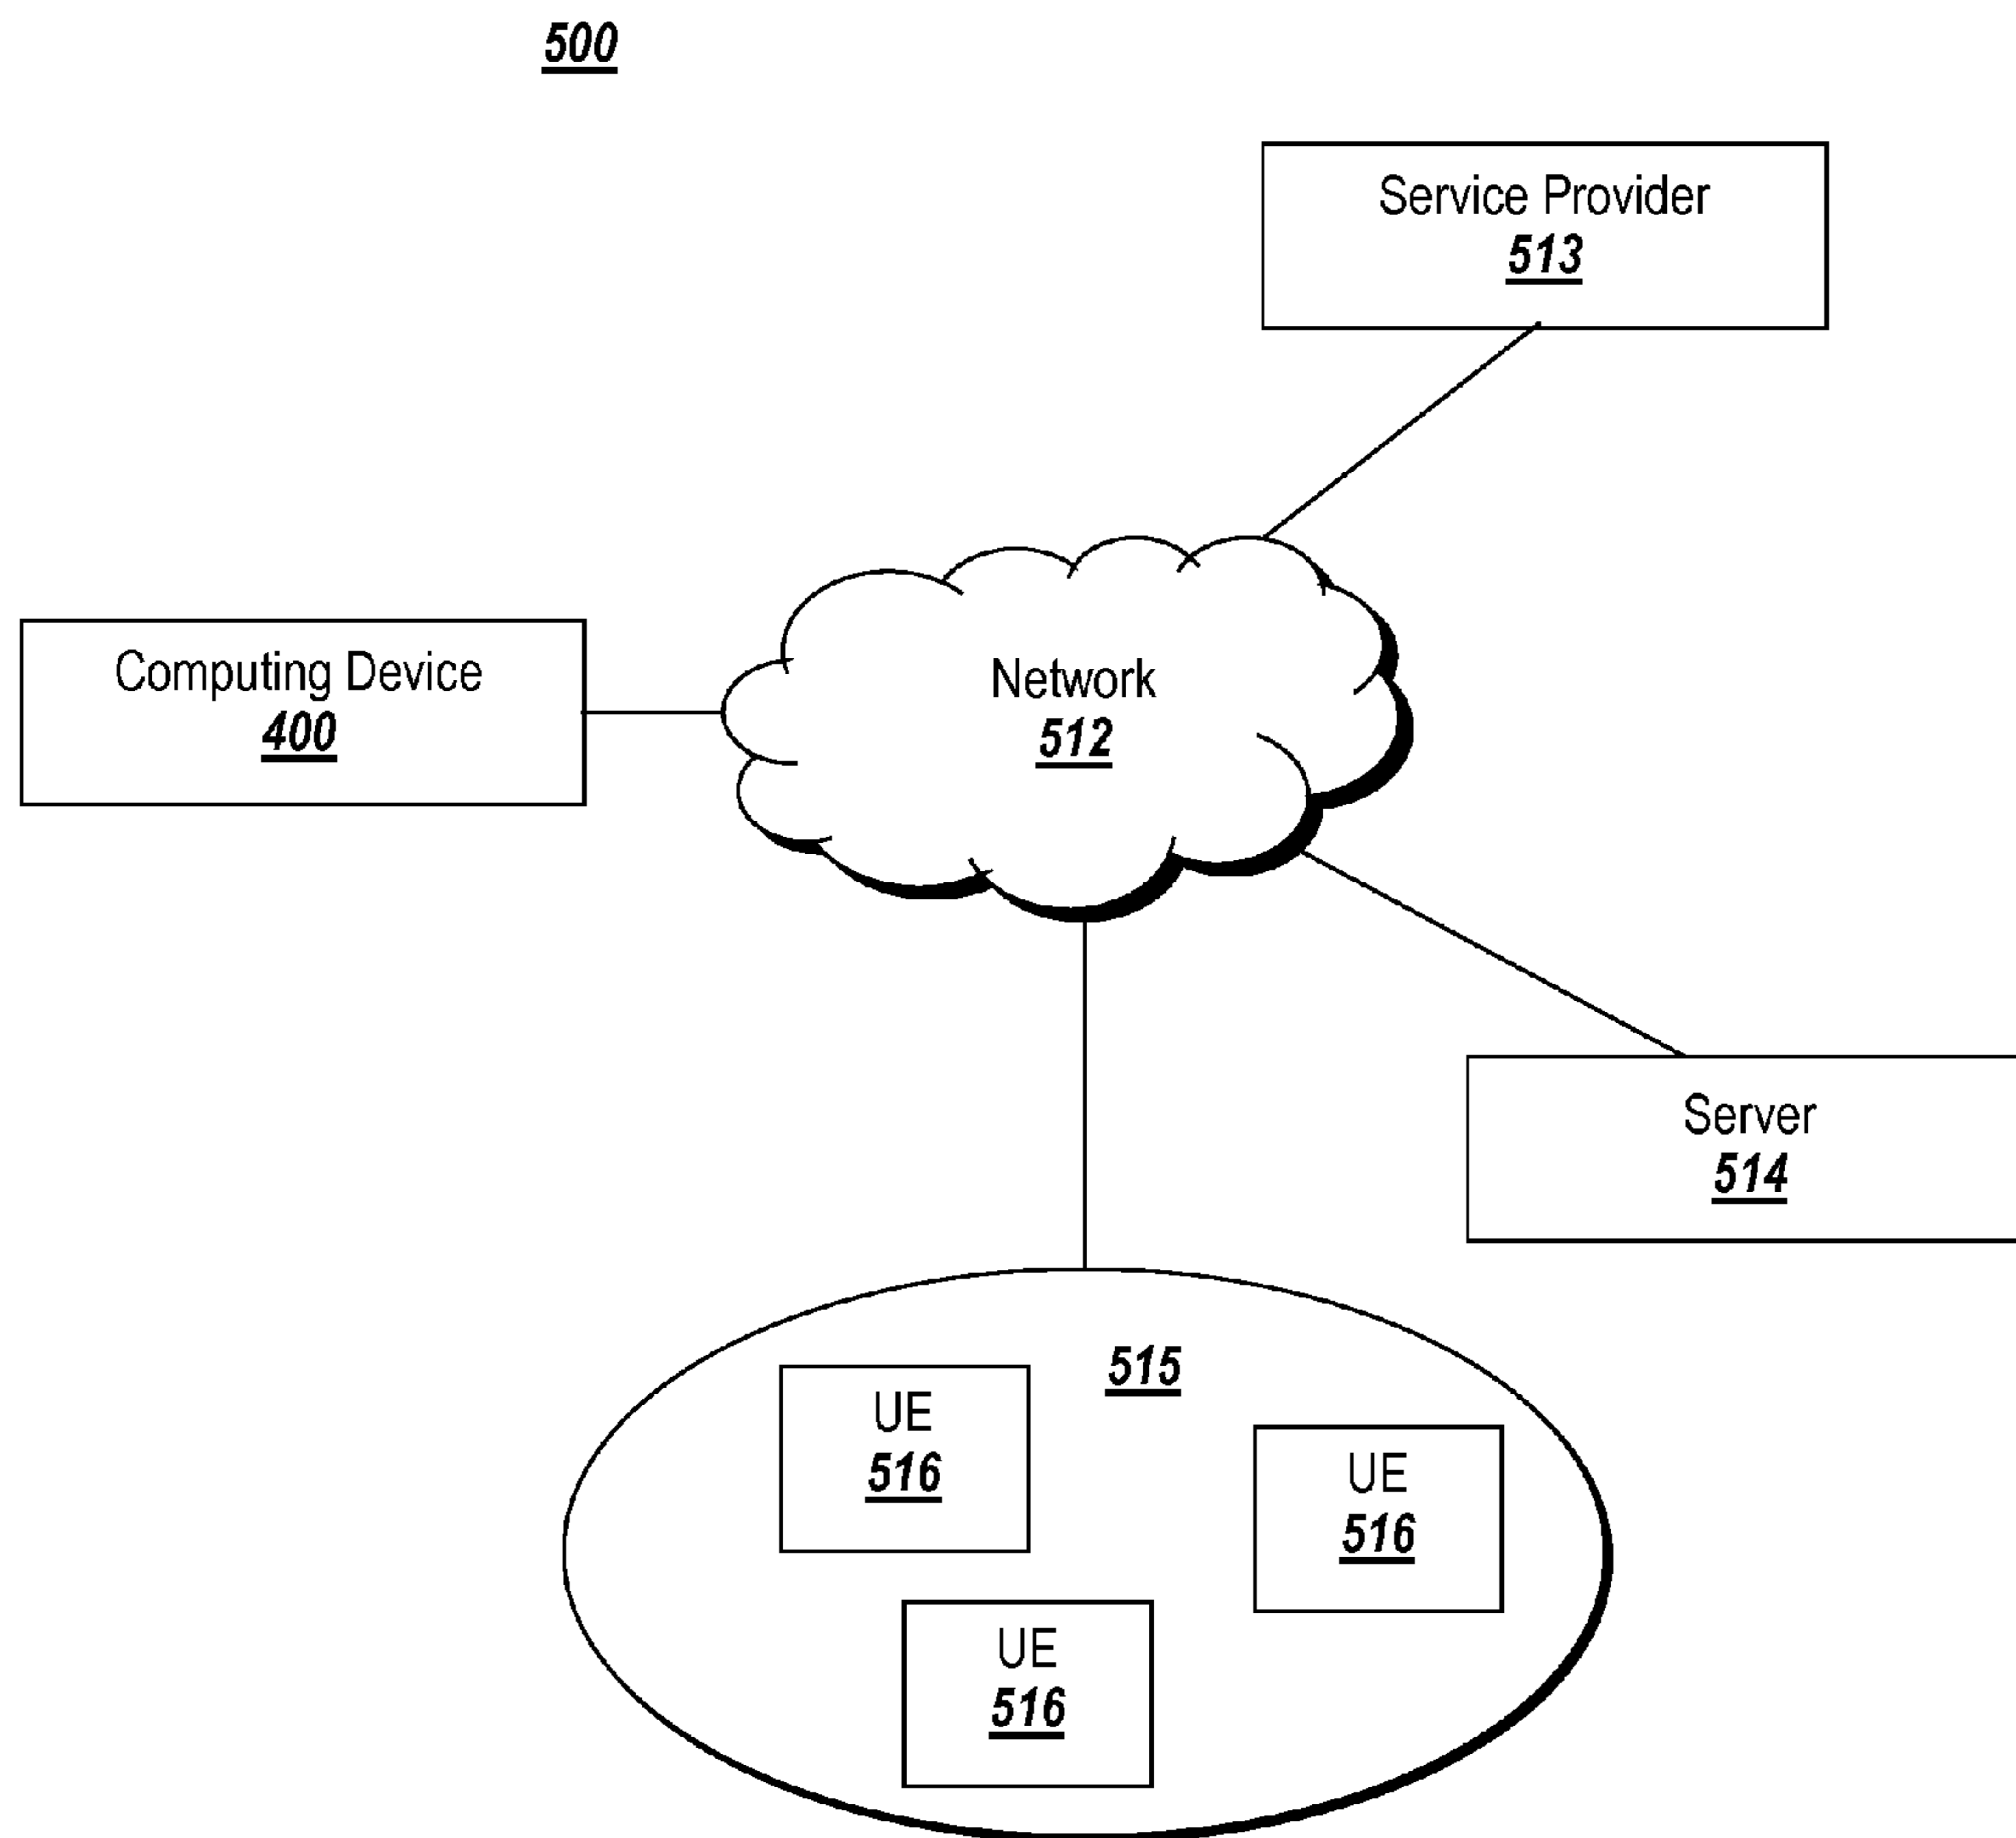 500
Service Provider
513
Computing Device
400
Network
512
Server
514
515
UE
516
UE
516
UE
516